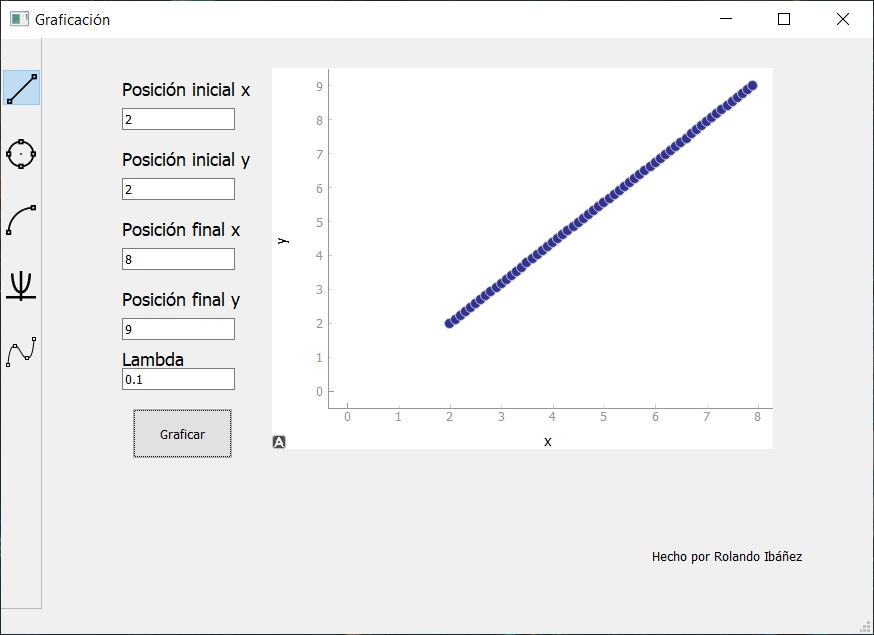 Graficación
Posición inicial x
2
Posición inicial y
2
Posición final x
8
Posición final y
9
Lambda
0.1
Graficar
y
9
8
7
6
5
4
3
2
1
0
0 1 2 3 4 5 6 7 8
x
A
Hecho por Rolando Ibáñez